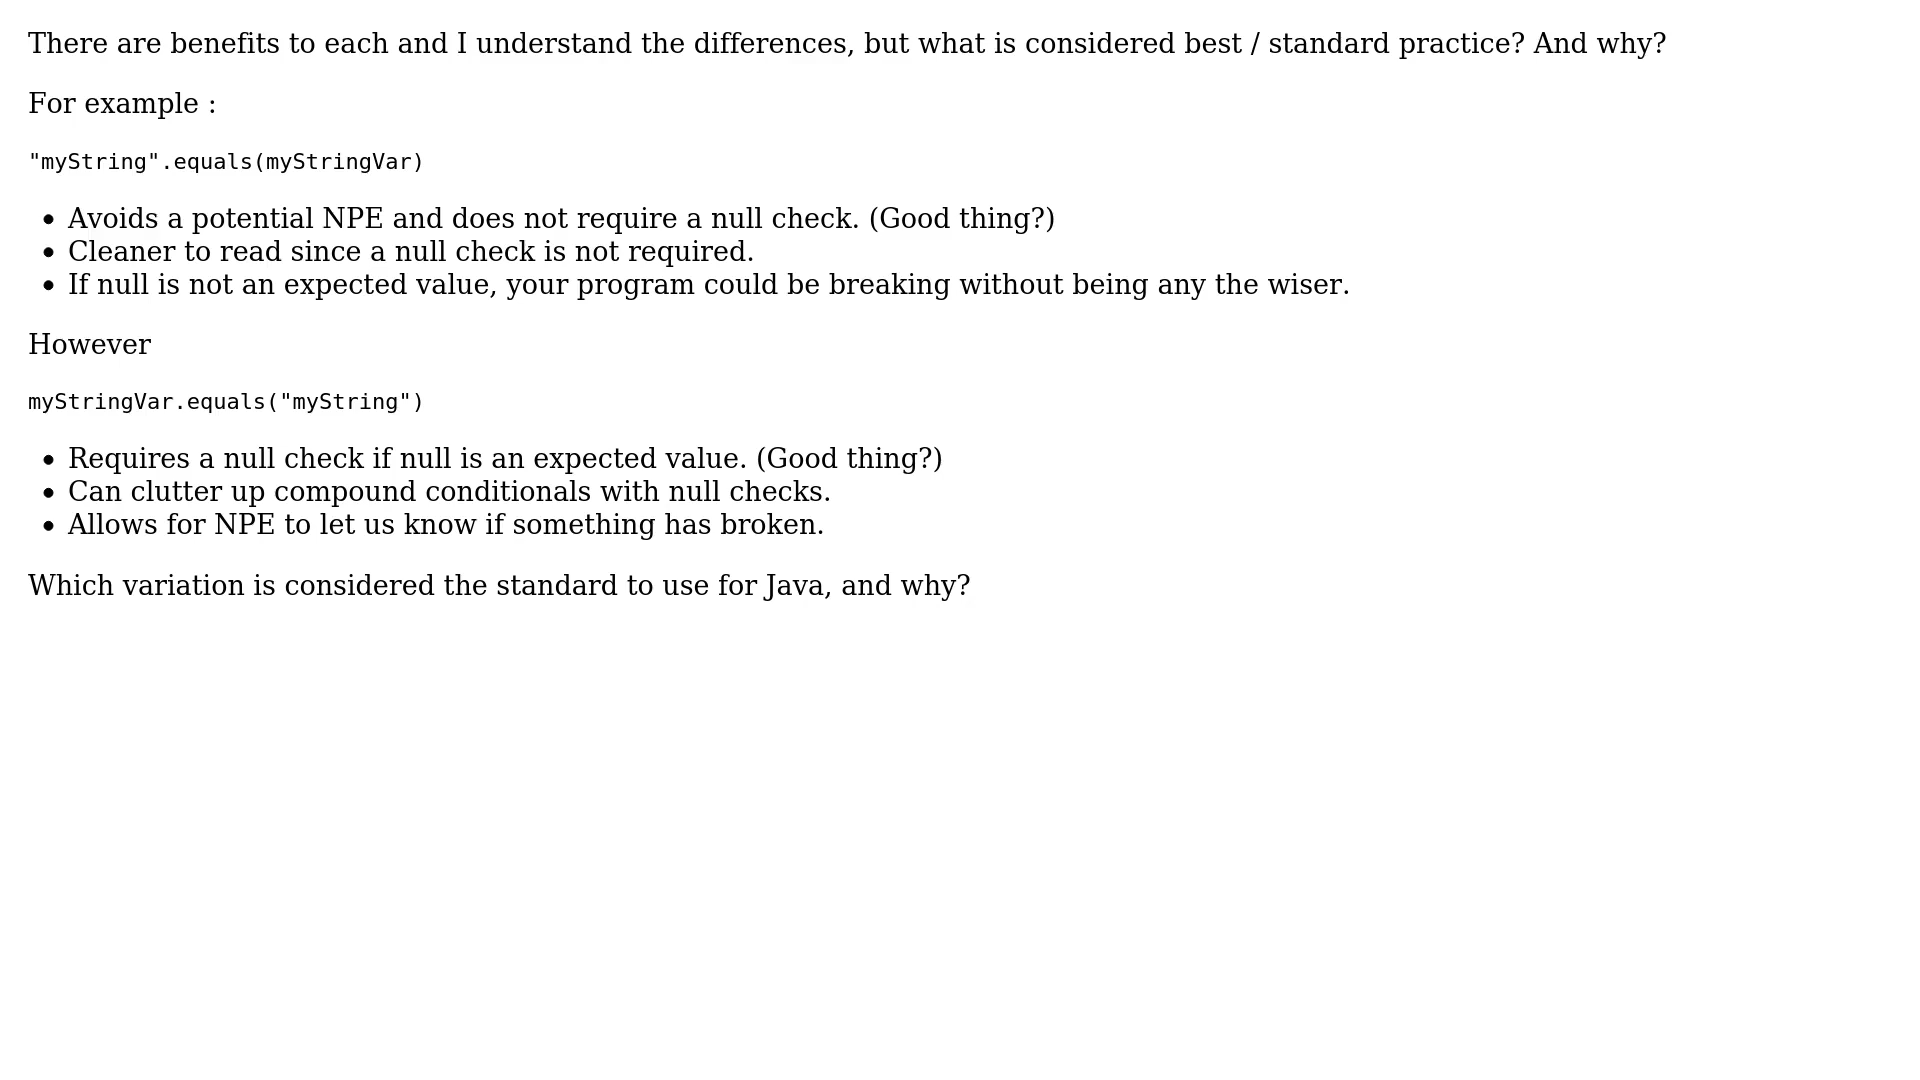 There are benefits to each and I understand the differences, but what is considered best / standard practice? And why?
For example :
"myString".equals(myStringVar)
• Avoids a potential NPE and does not require a null check. (Good thing?)
• Cleaner to read since a null check is not required.
• If null is not an expected value, your program could be breaking without being any the wiser.
However
myStringVar.equals("myString")
• Requires a null check if null is an expected value. (Good thing?)
• Can clutter up compound conditionals with null checks.
• Allows for NPE to let us know if something has broken.
Which variation is considered the standard to use for Java, and why?